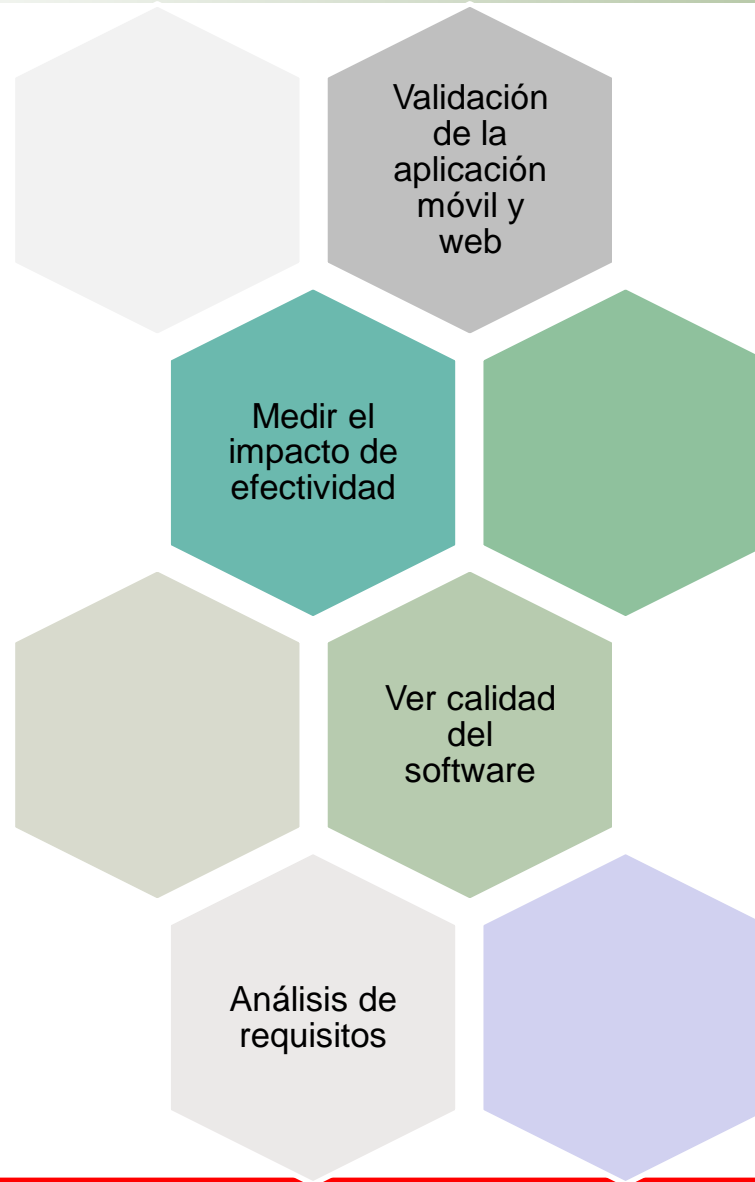 Validación
de la
aplicación
móvil y
web
Medir el
impacto de
efectividad
Ver calidad
del
software
Análisis de
requisitos